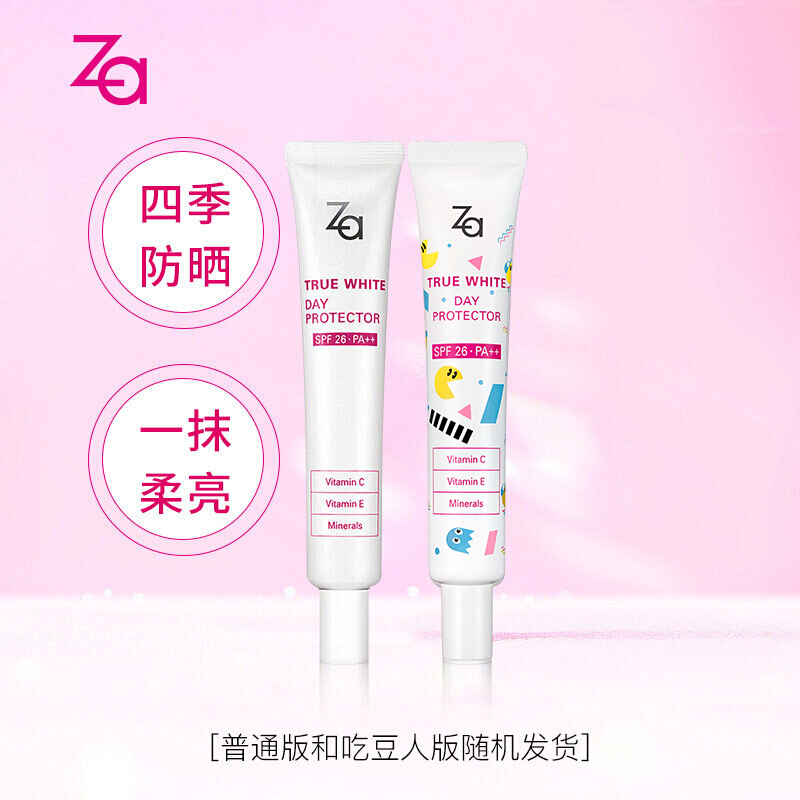 Za
四季
防晒
一抹
柔亮
Za
TRUE WHITE
DAY
PROTECTOR
SPF 26·PA++
Vitamin C
Vitamin E
Minerals
Za
TRUE WHITE
DAY
PROTECTOR
SPF 26·PA++
Vitamin C
Vitamin E
Minerals
[普通版和吃豆人版随机发货]